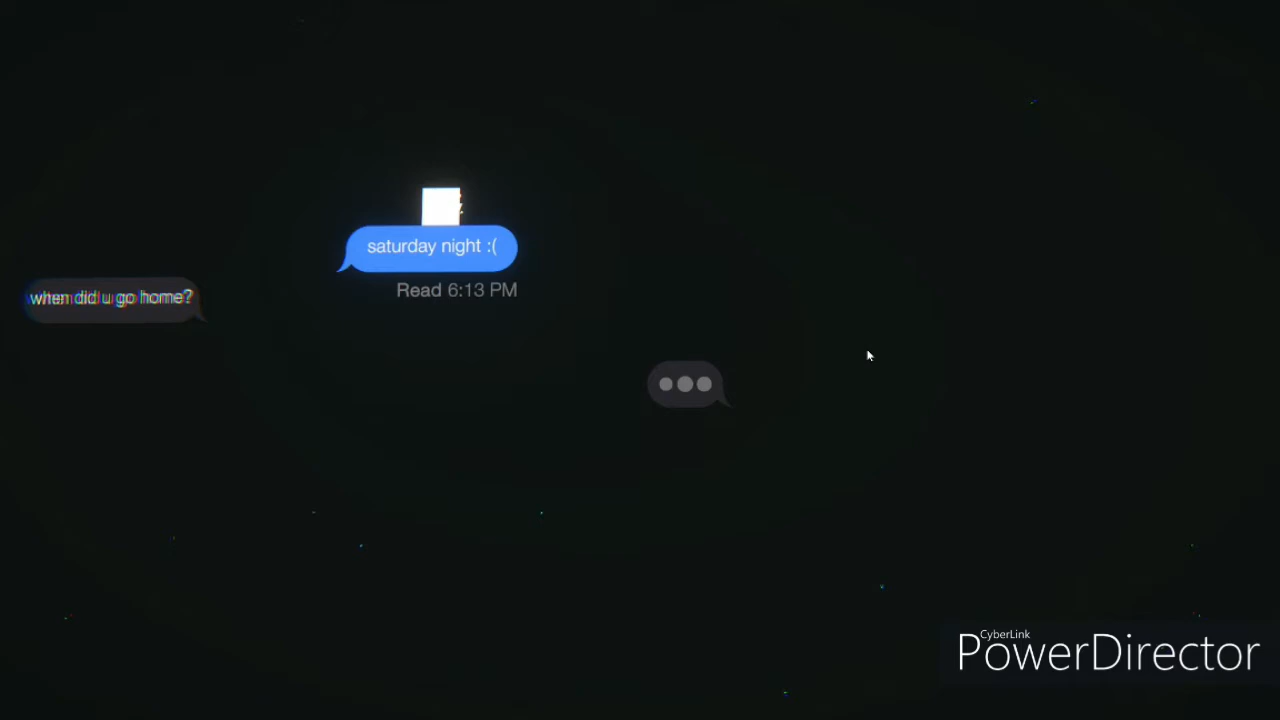 when did u go home?
saturday night :(
Read 6:13 PM
CyberLink
PowerDirector